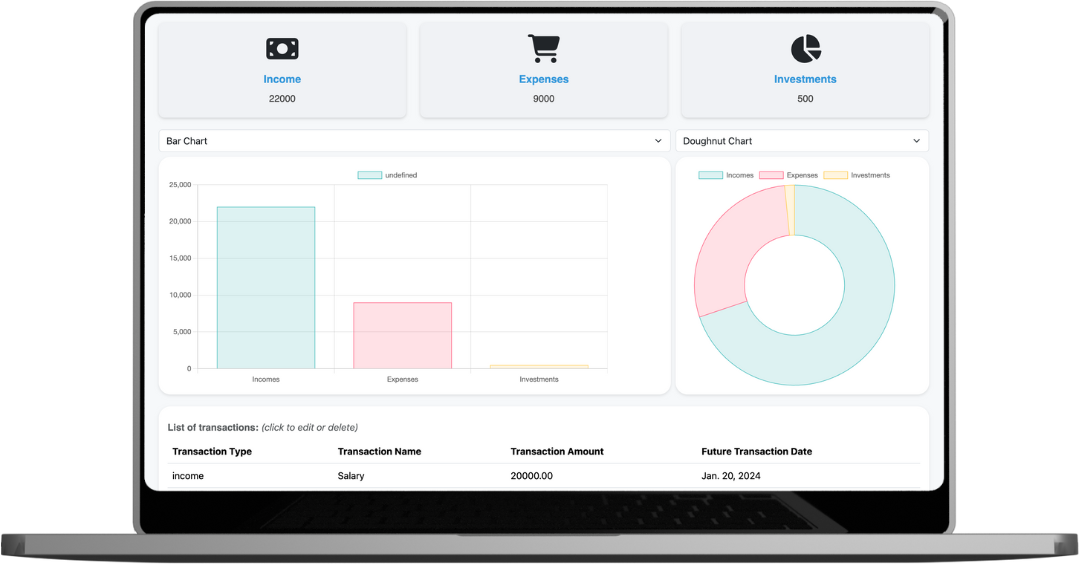 Income
22000
Expenses
9000
Investments
500
Bar Chart
Doughnut Chart
undefined
25,000
20,000
15,000
10,000
5,000
0
Incomes
Expenses
Investments
Incomes
Expenses
Investments
List of transactions: (click to edit or delete)
Transaction Type Transaction Name Transaction Amount Future Transaction Date
income Salary 20000.00 Jan. 20, 2024